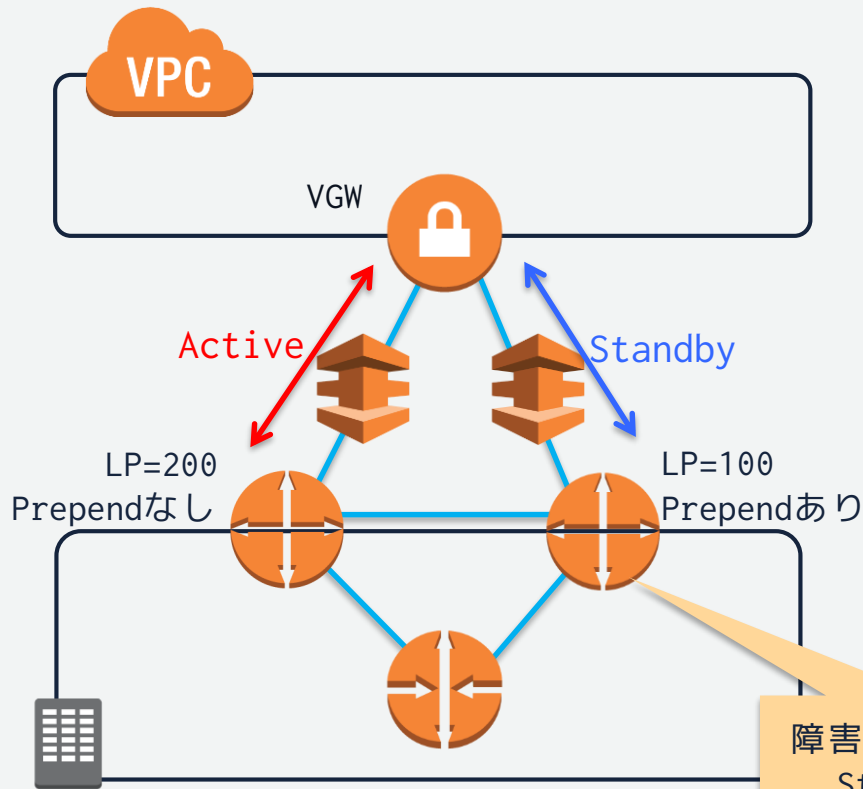 VPC
VGW
Active
Standby
LP=200
Prependなし
LP=100
Prependあり
障害